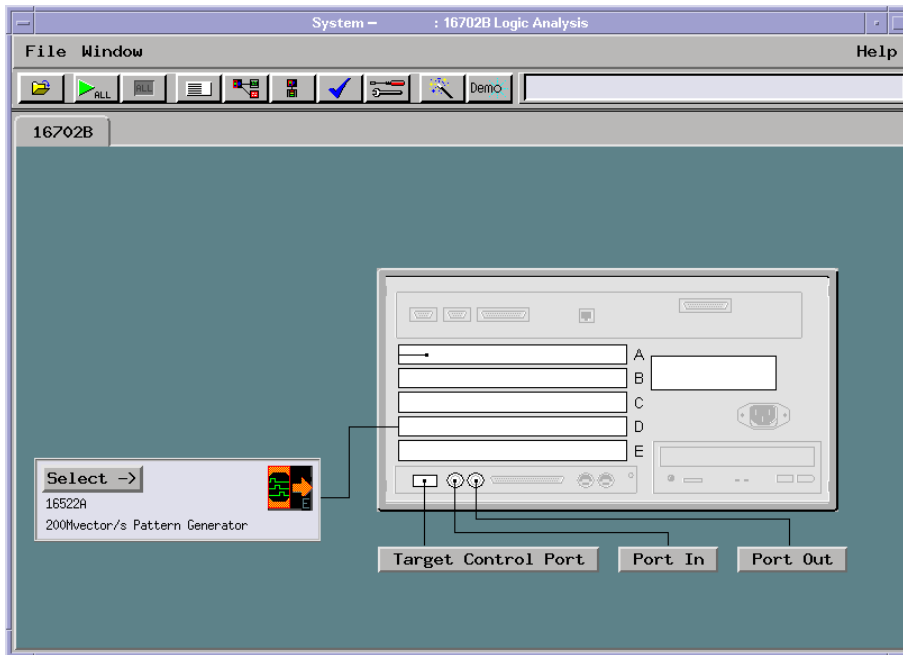 System –  : 16702B Logic Analysis
File Window Help
ALL ALL Demo
16702B
A
B
C
D
E
Select ->
16522A
E
200Mvector/s Pattern Generator
Target Control Port Port In Port Out